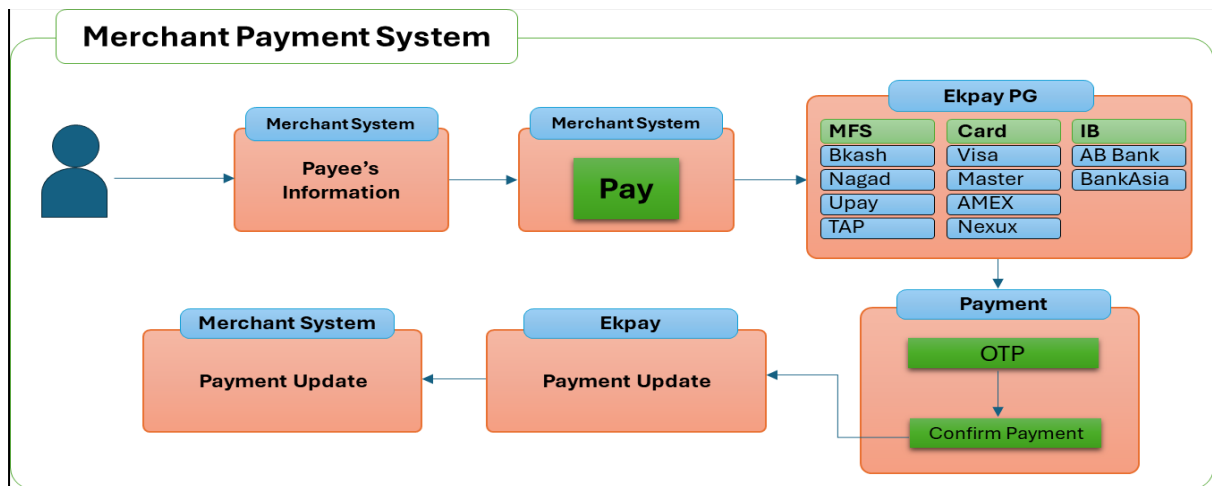 Merchant Payment System
Merchant System
Payee's
Information
Merchant System
Pay
Ekpay PG
MFS Card IB
Bkash Visa AB Bank
Nagad Master BankAsia
Upay AMEX
TAP Nexux
Payment
OTP
Confirm Payment
Ekpay
Payment Update
Merchant System
Payment Update